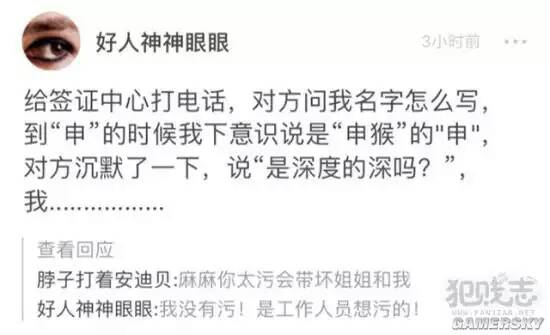 好人神神眼眼
3小时前
给签证中心打电话，对方问我名字怎么写，
到“申”的时候我下意识说是“申猴”的"申"，
对方沉默了一下，说“是深度的深吗？”，
我.................
查看回应
脖子打着安迪贝:麻麻你太污会带坏姐姐和我
好人神神眼眼:我没有污！是工作人员想污的！
犯贱志
WWW.FANJIAN.NET
GAMERSKY